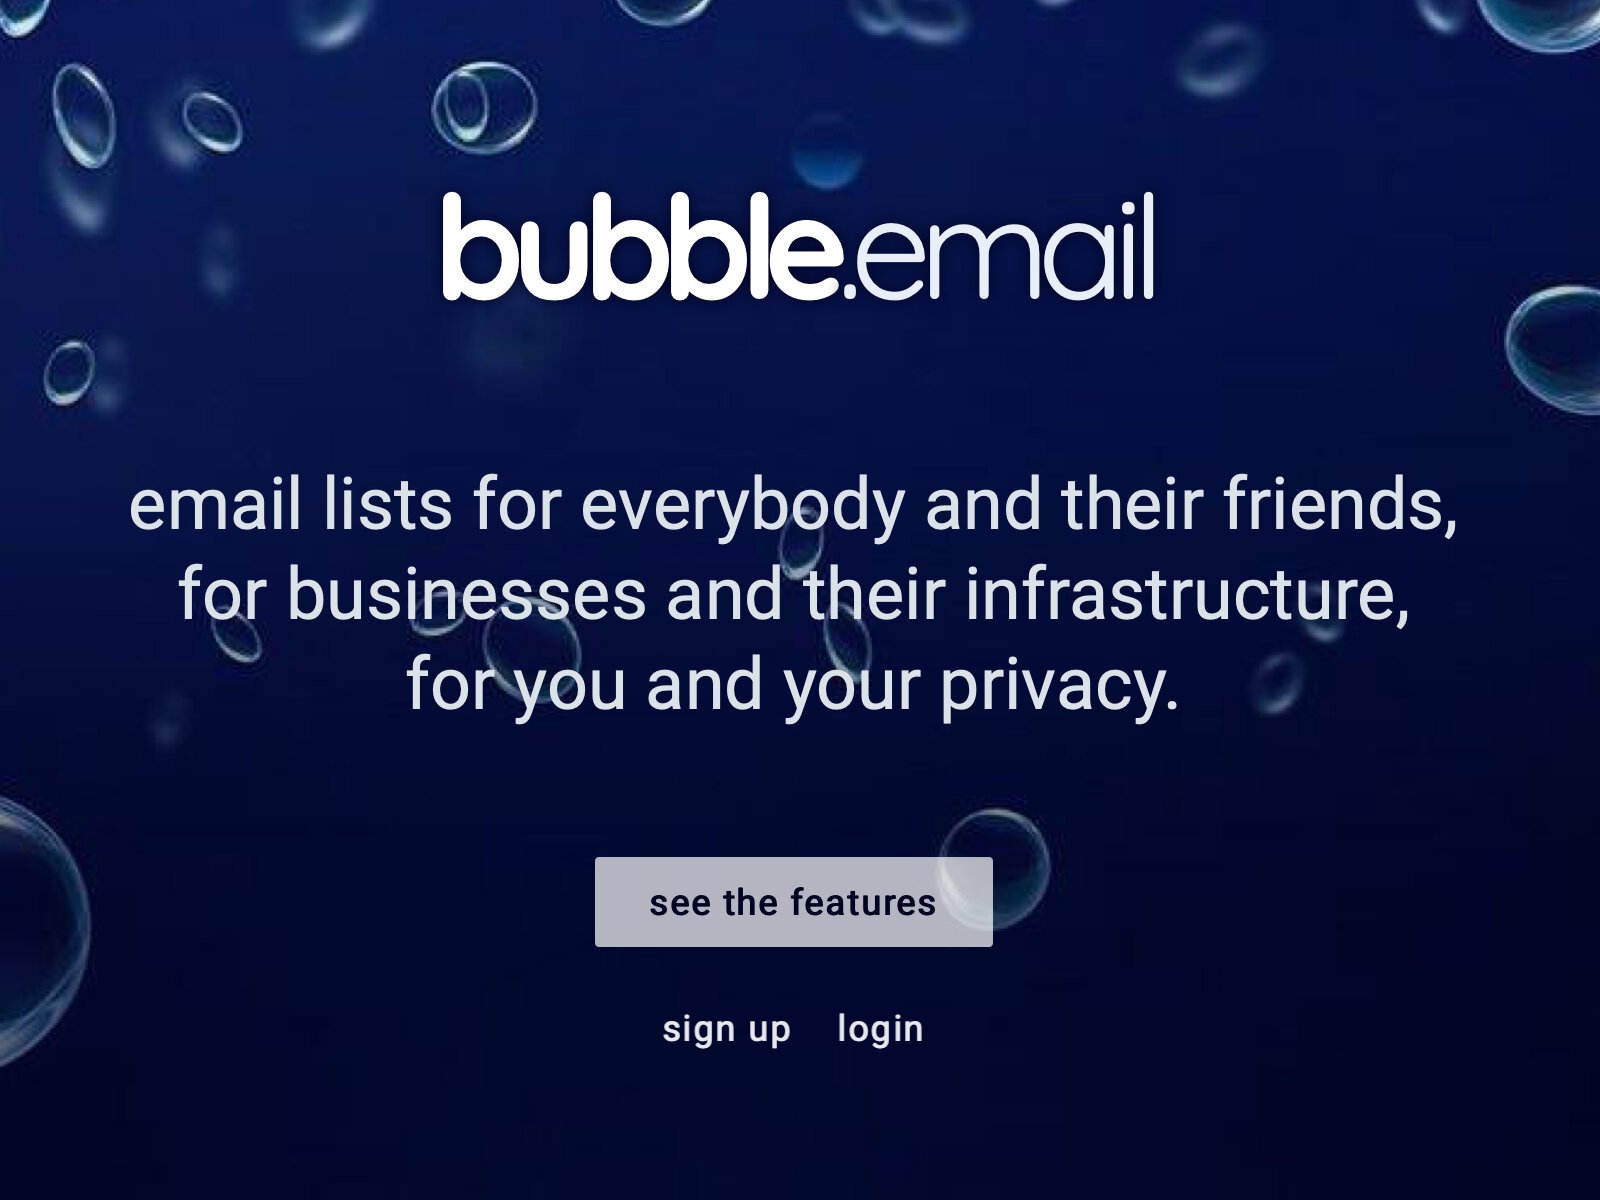 bubble.email
email lists for everybody and their friends,
for businesses and their infrastructure,
for you and your privacy.
see the features
sign up login